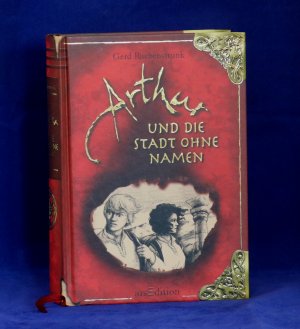 Gerd Ruebenstrunk
Arthur
UND DIE
STADT OHNE
NAMEN
arsEdition